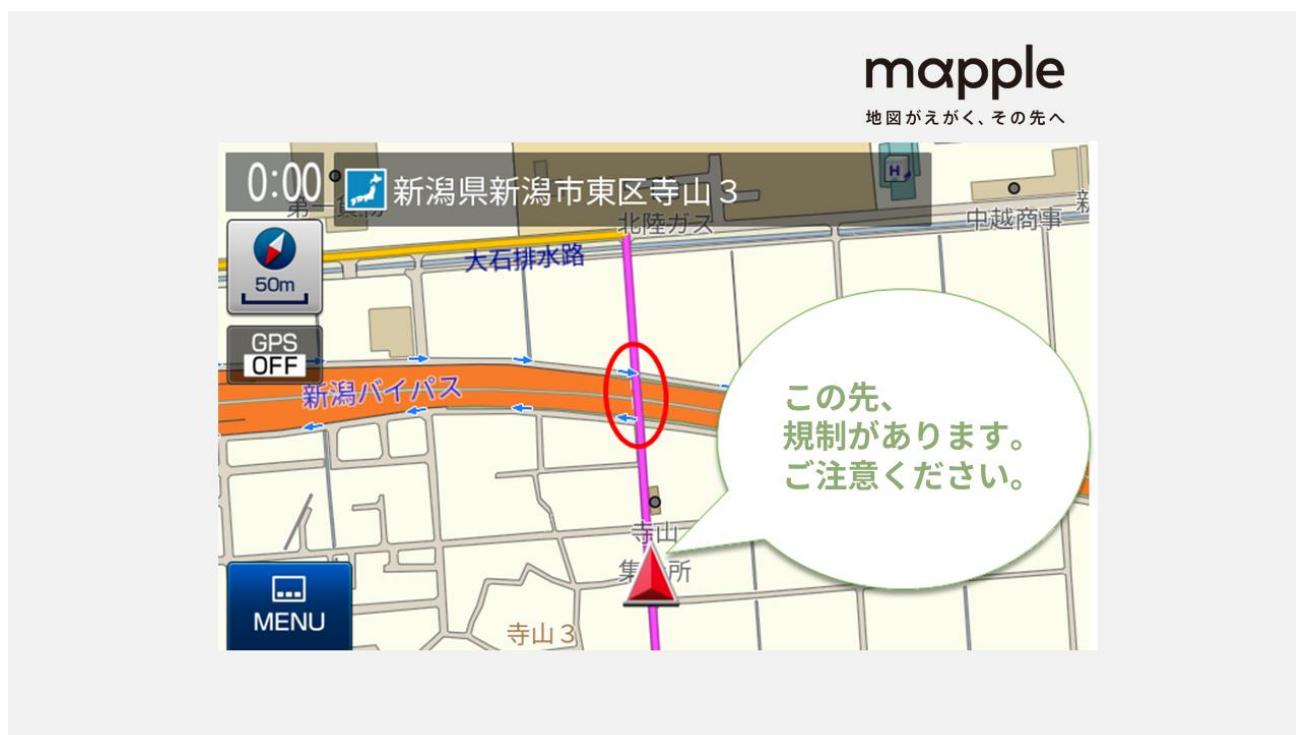 mapple
地図がえがく、その先へ
0:00
新潟県新潟市東区寺山3
H
北陸ガス
中越商事
新
大石排水路
50m
GPS
OFF
新潟バイパス
この先、
規制があります。
ご注意ください。
寺山
MENU
寺山3